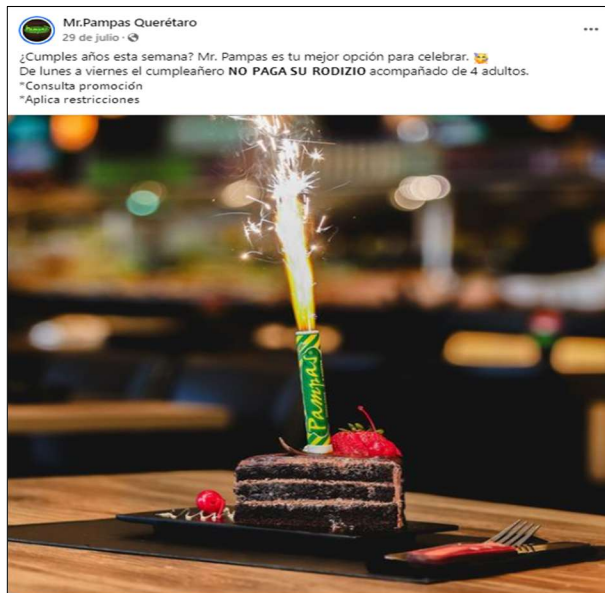 Mr.Pampas Querétaro
29 de julio ·
¿Cumples años esta semana? Mr. Pampas es tu mejor opción para celebrar. 🥳
De lunes a viernes el cumpleañero NO PAGA SU RODIZIO acompañado de 4 adultos.
*Consulta promoción
*Aplica restricciones
Pampas